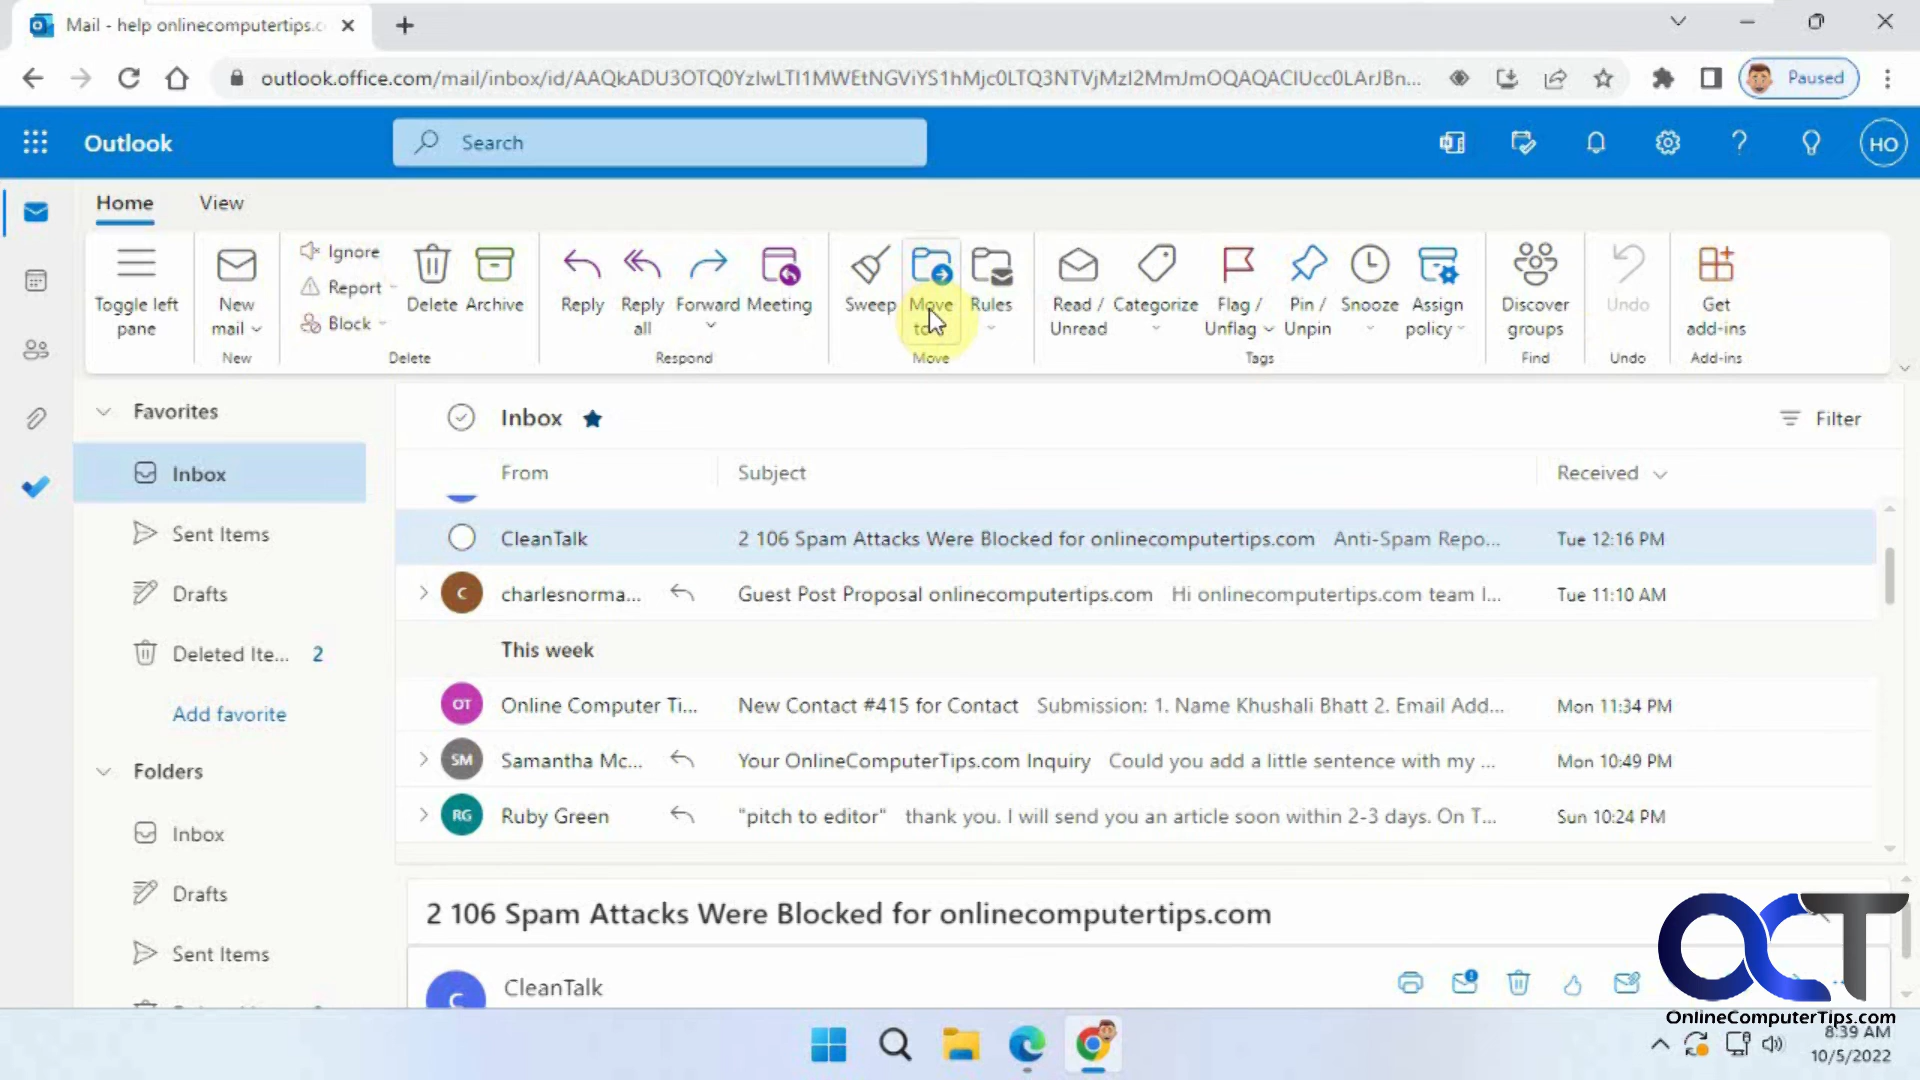 Mail - help onlinecomputertips.c
outlook.office.com/mail/inbox/id/AAQkADU3OTQ0YzIwLTI1MWEtNGViYS1hMjc0LTQ3NTVjMzI2MmJmOQAQACIUcc0LArJBn...
Paused
Outlook
Search
HO
Home View
Toggle left pane
New mail
New
Ignore
Report
Block
Delete Archive
Delete
Reply
Reply all
Forward
Meeting
Respond
Sweep
Move to
Rules
Move
Read / Unread
Categorize
Flag / Unflag
Pin / Unpin
Snooze
Assign policy
Tags
Discover groups
Find
Undo
Undo
Get add-ins
Add-ins
Favorites
Inbox
Sent Items
Drafts
Deleted Ite... 2
Add favorite
Folders
Inbox
Drafts
Sent Items
Inbox
Filter
From Subject Received
CleanTalk 2 106 Spam Attacks Were Blocked for onlinecomputertips.com Anti-Spam Repo... Tue 12:16 PM
C charlesnorma... Guest Post Proposal onlinecomputertips.com Hi onlinecomputertips.com team I... Tue 11:10 AM
This week
OT Online Computer Ti... New Contact #415 for Contact Submission: 1. Name Khushali Bhatt 2. Email Add... Mon 11:34 PM
SM Samantha Mc... Your OnlineComputerTips.com Inquiry Could you add a little sentence with my ... Mon 10:49 PM
RG Ruby Green "pitch to editor" thank you. I will send you an article soon within 2-3 days. On T... Sun 10:24 PM
2 106 Spam Attacks Were Blocked for onlinecomputertips.com
C CleanTalk
OCT
OnlineComputerTips.com
8:39 AM
10/5/2022